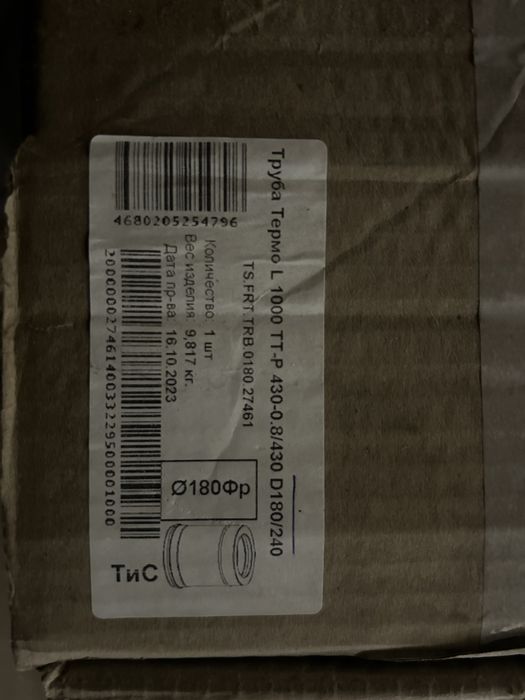 Труба Термо L 1000 ТТ-Р 430-0.8/430 D180/240
TS.FRT.TRB.0180.27461
4680205254796
Количество: 1 шт
Вес изделия: 9,817 кг.
Дата пр-ва: 16.10.2023
20000002746140033229500001000
Ø180Фр
ТиС